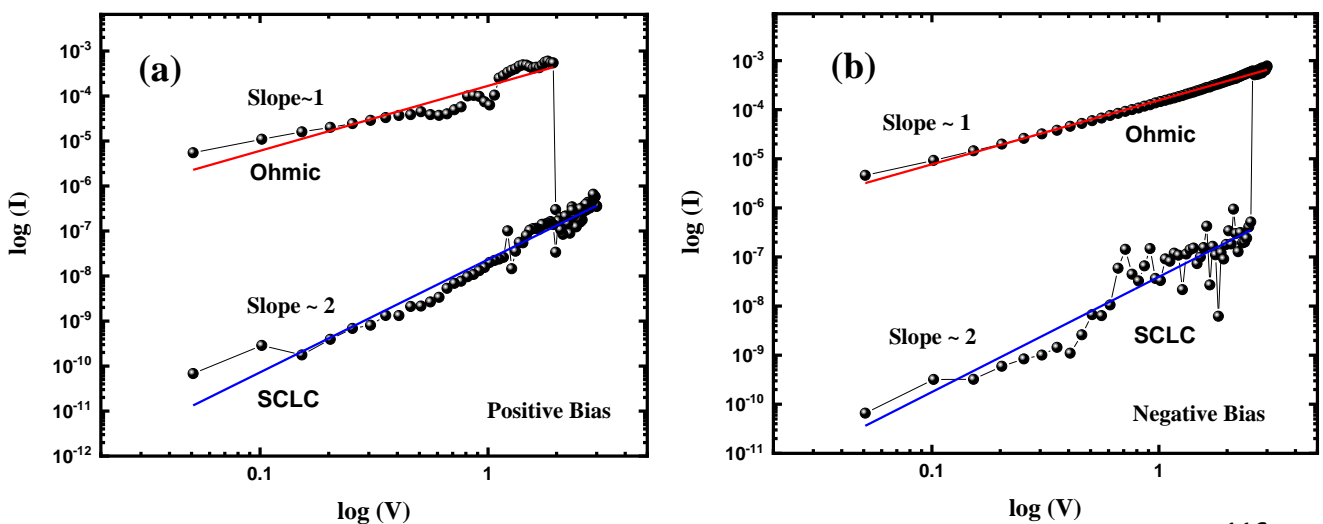 (a)
10⁻³
10⁻⁴
10⁻⁵
10⁻⁶
10⁻⁷
10⁻⁸
10⁻⁹
10⁻¹⁰
10⁻¹¹
10⁻¹²
log (I)
Slope~1
Ohmic
Slope ~ 2
SCLC
Positive Bias
0.1
1
log (V)
(b)
10⁻³
10⁻⁴
10⁻⁵
10⁻⁶
10⁻⁷
10⁻⁸
10⁻⁹
10⁻¹⁰
10⁻¹¹
log (I)
Slope ~ 1
Ohmic
Slope ~ 2
SCLC
Negative Bias
0.1
1
log (V)